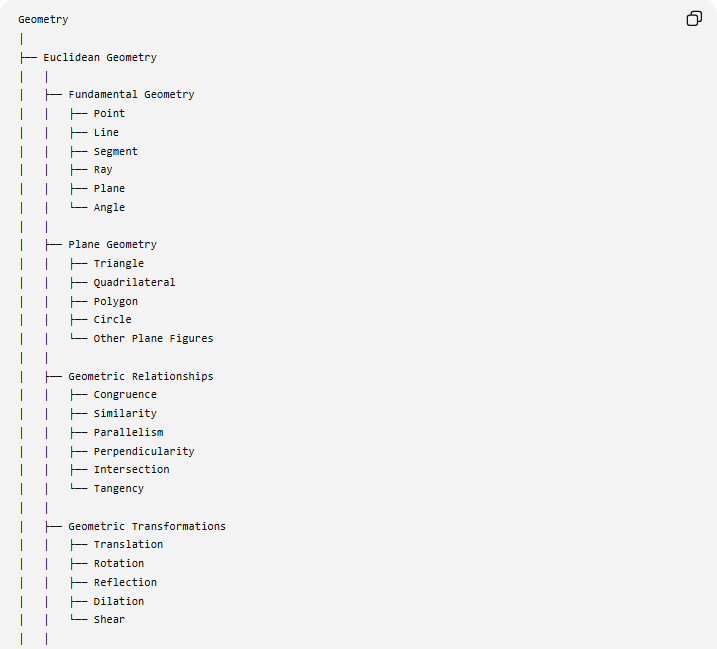 Geometry
│
├── Euclidean Geometry
│   │
│   ├── Fundamental Geometry
│   │   ├── Point
│   │   ├── Line
│   │   ├── Segment
│   │   ├── Ray
│   │   ├── Plane
│   │   └── Angle
│   │
│   ├── Plane Geometry
│   │   ├── Triangle
│   │   ├── Quadrilateral
│   │   ├── Polygon
│   │   ├── Circle
│   │   └── Other Plane Figures
│   │
│   ├── Geometric Relationships
│   │   ├── Congruence
│   │   ├── Similarity
│   │   ├── Parallelism
│   │   ├── Perpendicularity
│   │   ├── Intersection
│   │   └── Tangency
│   │
│   ├── Geometric Transformations
│   │   ├── Translation
│   │   ├── Rotation
│   │   ├── Reflection
│   │   ├── Dilation
│   │   └── Shear
│   │